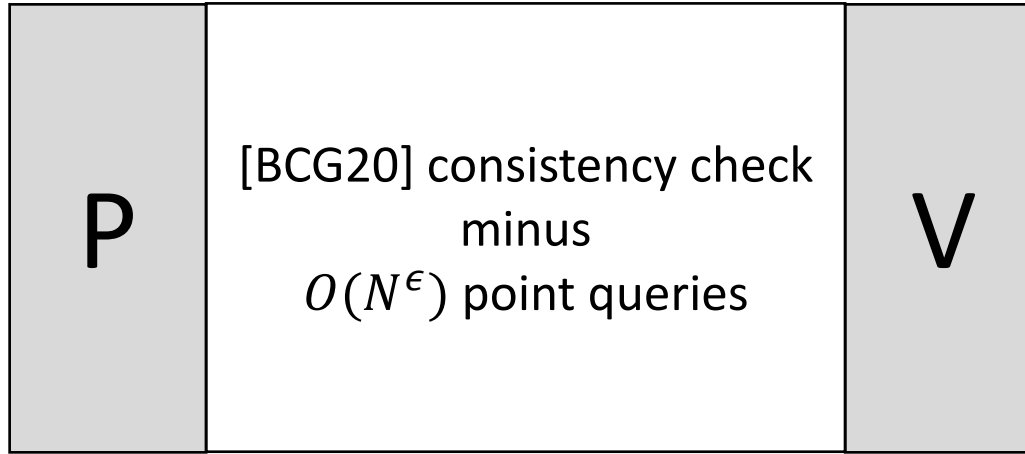 P
[BCG20] consistency check
minus
O(N^ϵ) point queries
V